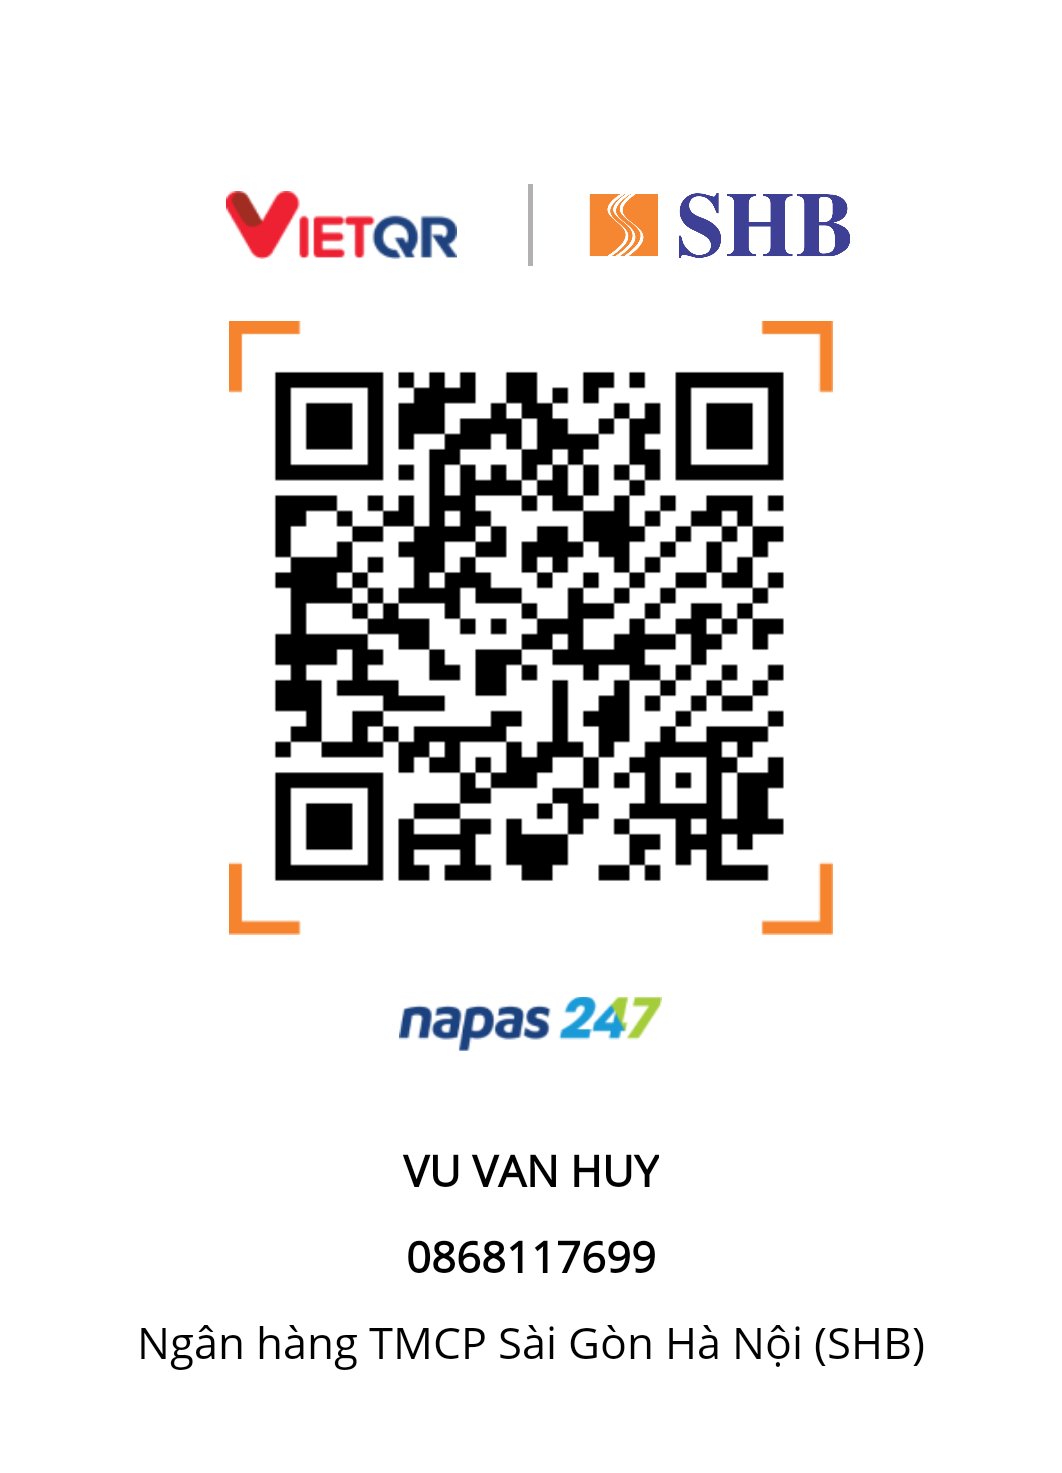 VIETQR | SHB
napas 247
VU VAN HUY
0868117699
Ngân hàng TMCP Sài Gòn Hà Nội (SHB)